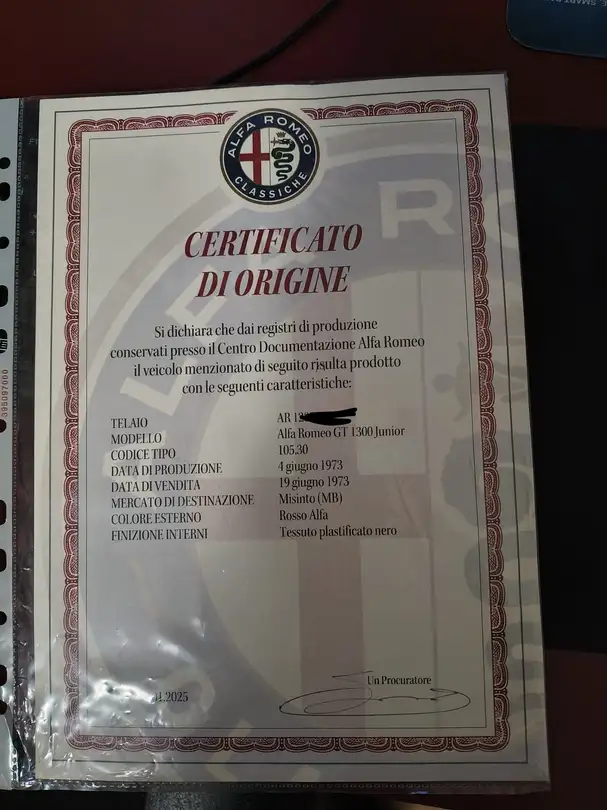 ALFA ROMEO
CLASSICHE
CERTIFICATO
DI ORIGINE
Si dichiara che dai registri di produzione
conservati presso il Centro Documentazione Alfa Romeo
il veicolo menzionato di seguito risulta prodotto
con le seguenti caratteristiche:
TELAIO AR
MODELLO Alfa Romeo GT 1300 Junior
CODICE TIPO 105.30
DATA DI PRODUZIONE 4 giugno 1973
DATA DI VENDITA 19 giugno 1973
MERCATO DI DESTINAZIONE Misinto (MB)
COLORE ESTERNO Rosso Alfa
FINIZIONE INTERNI Tessuto plastificato nero
Un Procuratore
.2025
395097060